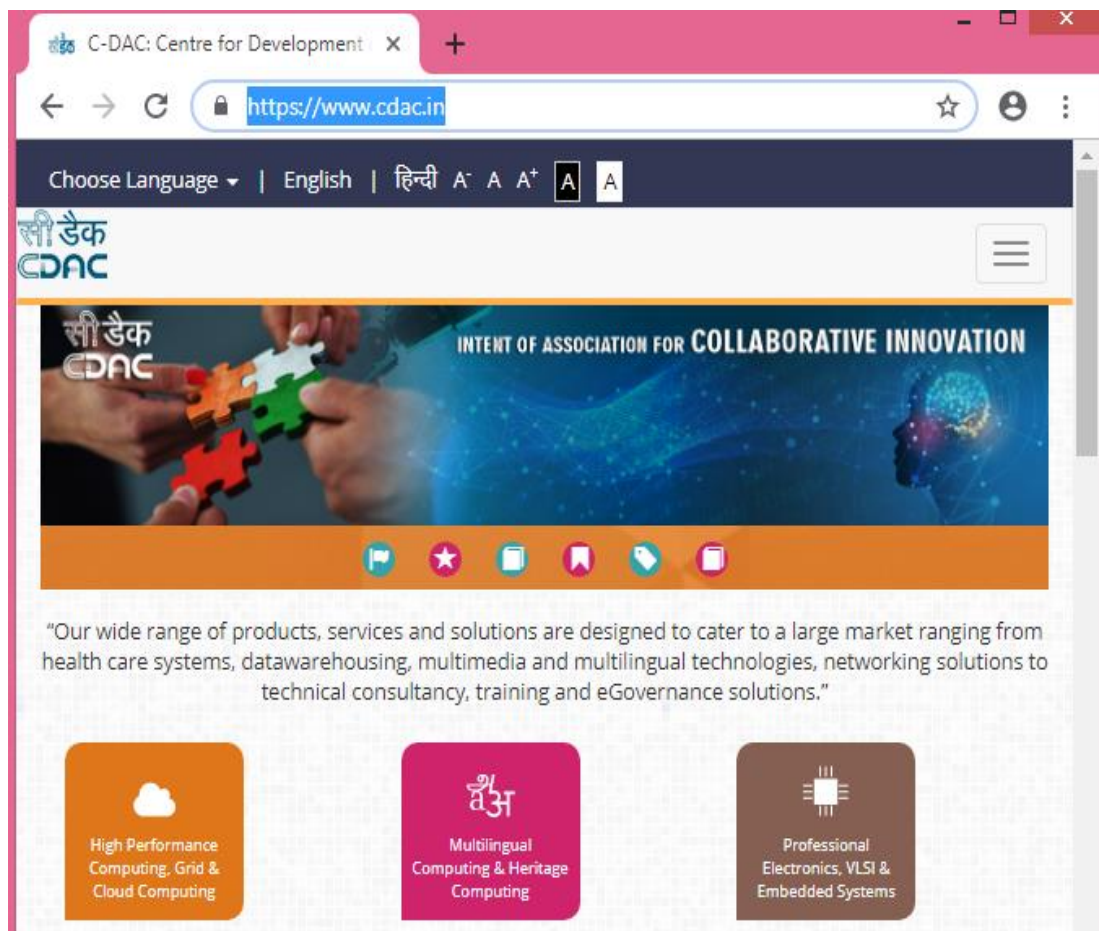 C-DAC: Centre for Development
https://www.cdac.in
Choose Language | English | हिन्दी A- A A+ A A
सी डैक
CDAC
सी डैक
CDAC
INTENT OF ASSOCIATION FOR COLLABORATIVE INNOVATION
“Our wide range of products, services and solutions are designed to cater to a large market ranging from
health care systems, datawarehousing, multimedia and multilingual technologies, networking solutions to
technical consultancy, training and eGovernance solutions.”
High Performance
Computing, Grid &
Cloud Computing
Multilingual
Computing & Heritage
Computing
Professional
Electronics, VLSI &
Embedded Systems